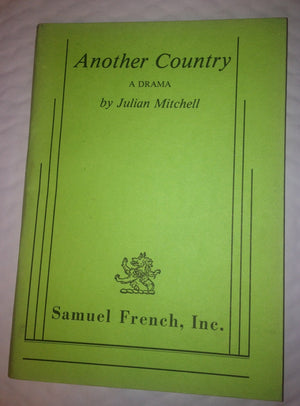 Another Country
A DRAMA
by Julian Mitchell
Samuel French, Inc.